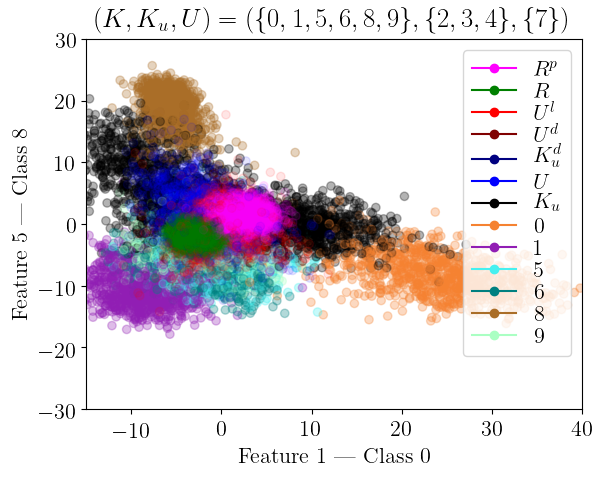 (K, K_u, U) = ({0, 1, 5, 6, 8, 9}, {2, 3, 4}, {7})
30
20
10
0
−10
−20
−30
Feature 5 — Class 8
R^p
R
U^l
U^d
K_u^d
U
K_u
0
1
5
6
8
9
−10 0 10 20 30 40
Feature 1 — Class 0